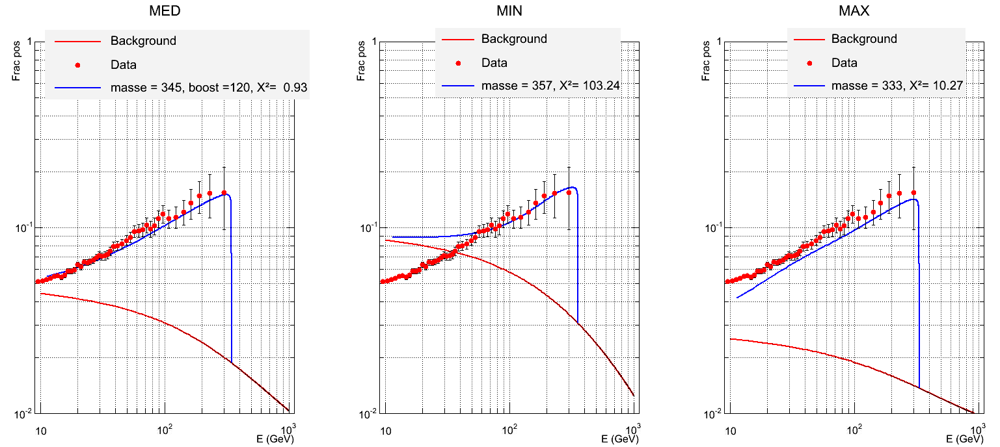 MED
Frac pos
1
Background
Data
masse = 345, boost =120, X²= 0.93
10-1
10-2
10
10²
10³
E (GeV)
MIN
Frac pos
1
Background
Data
masse = 357, X²= 103.24
10-1
10-2
10
10²
10³
E (GeV)
MAX
Frac pos
1
Background
Data
masse = 333, X²= 10.27
10-1
10-2
10
10²
10³
E (GeV)